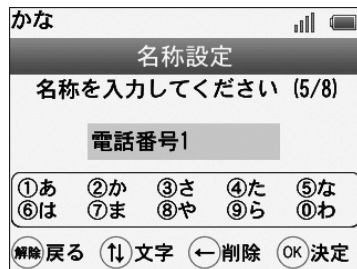 かな
名称設定
名称を入力してください (5/8)
電話番号1
①あ ②か ③さ ④た ⑤な
⑥は ⑦ま ⑧や ⑨ら ⓪わ
解除 戻る ↑↓ 文字 ← 削除 OK 決定